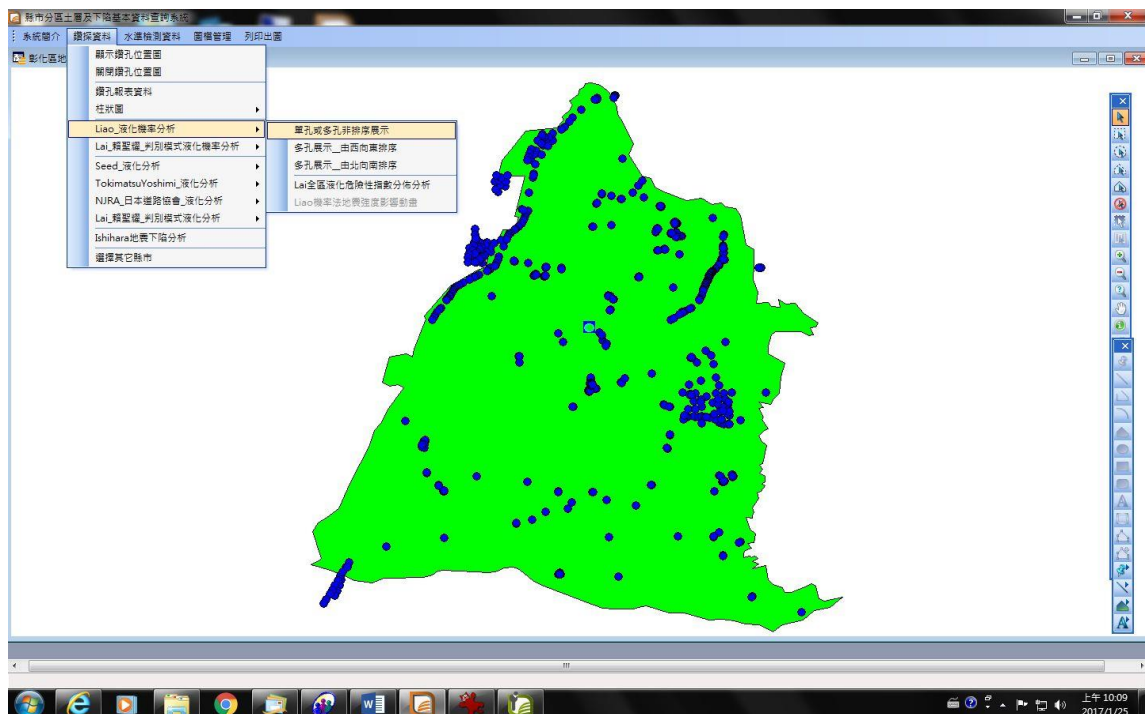 縣市分區土層及下陷基本資料查詢系統
系統簡介 鑽探資料 水準檢測資料 圖檔管理 列印出圖
彰化區地
顯示鑽孔位置圖
關閉鑽孔位置圖
鑽孔報表資料
柱狀圖
Liao_液化機率分析
Lai_賴聖耀_判別模式液化機率分析
Seed_液化分析
TokimatsuYoshimi_液化分析
NJRA_日本道路協會_液化分析
Lai_賴聖耀_判別模式液化分析
Ishihara地震下陷分析
選擇其它縣市
單孔或多孔非排序展示
多孔展示__由西向東排序
多孔展示__由北向南排序
Lai全區液化危險性指數分佈分析
Liao機率法地表強度影響動畫
上午 10:09
2017/1/25